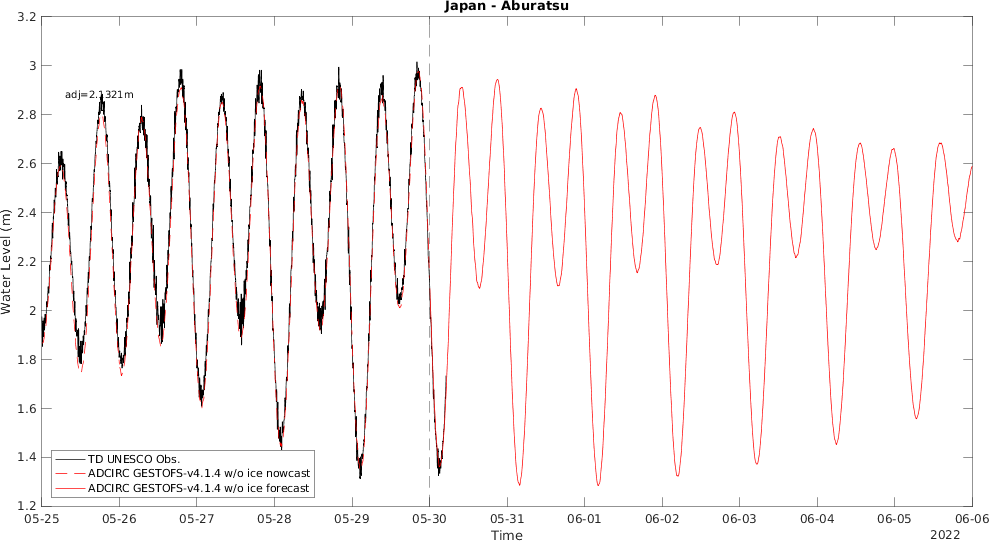 Japan - Aburatsu
3.2
3
2.8
2.6
2.4
2.2
2
1.8
1.6
1.4
1.2
Water Level (m)
adj=2.1321m
TD UNESCO Obs.
ADCIRC GESTOFS-v4.1.4 w/o ice nowcast
ADCIRC GESTOFS-v4.1.4 w/o ice forecast
05-25 05-26 05-27 05-28 05-29 05-30 05-31 06-01 06-02 06-03 06-04 06-05 06-06
Time
2022